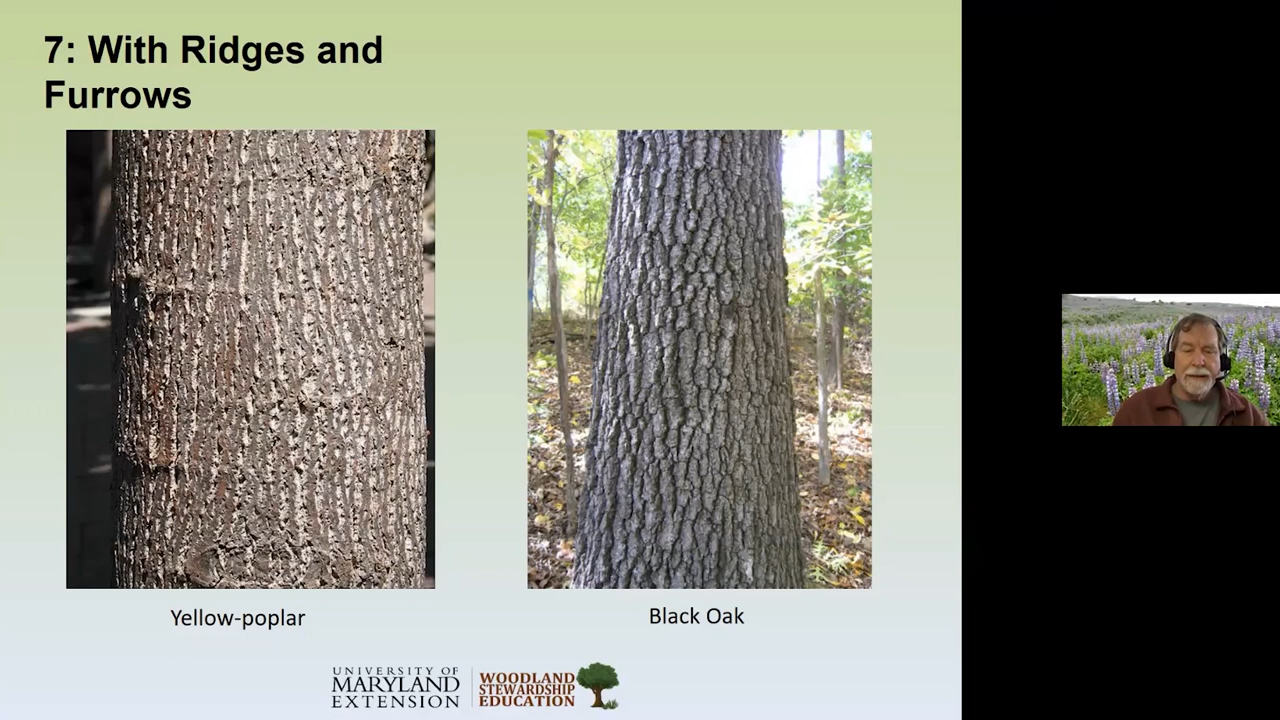 7: With Ridges and
Furrows
Yellow-poplar
Black Oak
UNIVERSITY OF
MARYLAND
EXTENSION
WOODLAND
STEWARDSHIP
EDUCATION